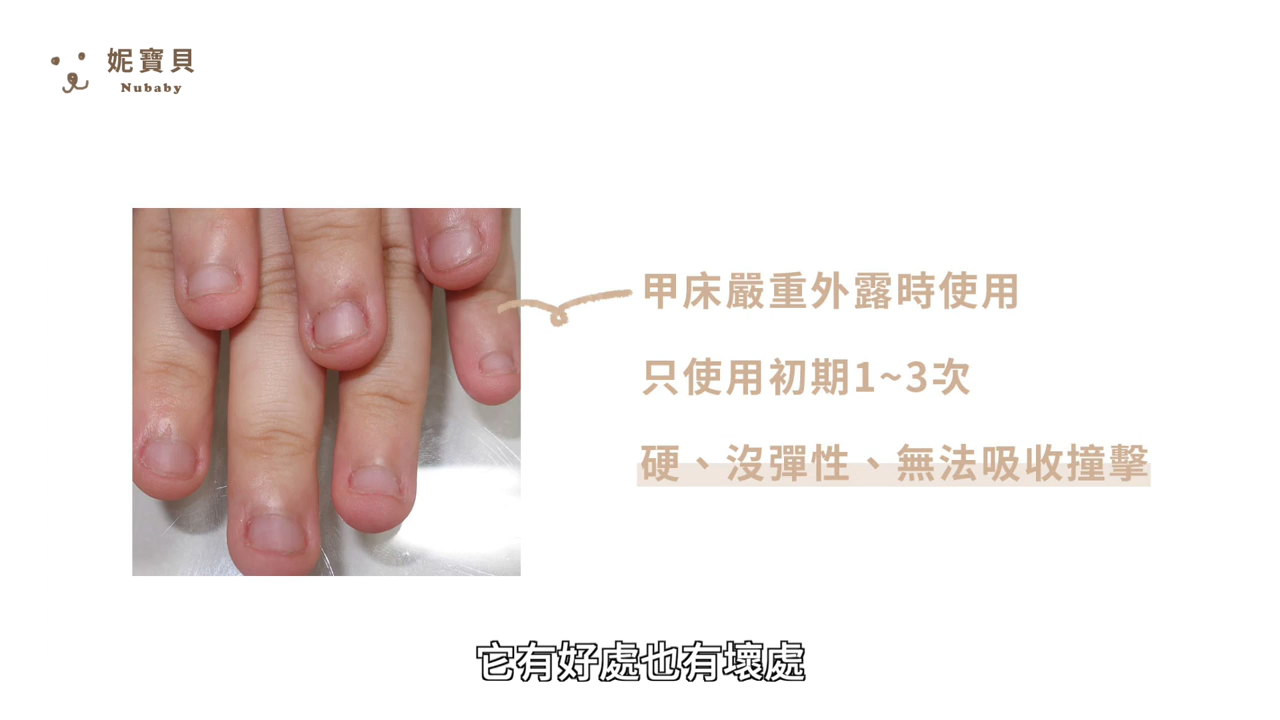 妮寶貝
Nubaby
甲床嚴重外露時使用
只使用初期1~3次
硬、沒彈性、無法吸收撞擊
它有好處也有壞處